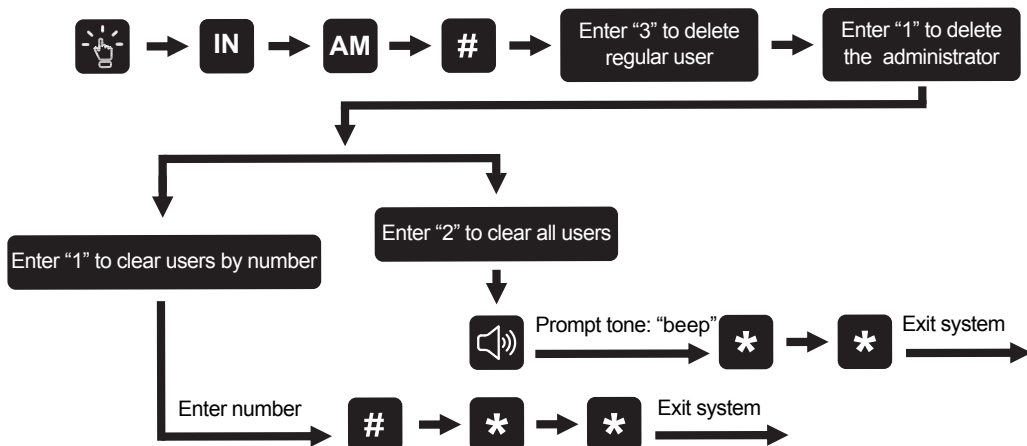 IN
AM
#
Enter “3” to delete
regular user
Enter “1” to delete
the administrator
Enter “1” to clear users by number
Enter “2” to clear all users
Prompt tone: “beep”
*
*
Exit system
Enter number
#
*
*
Exit system